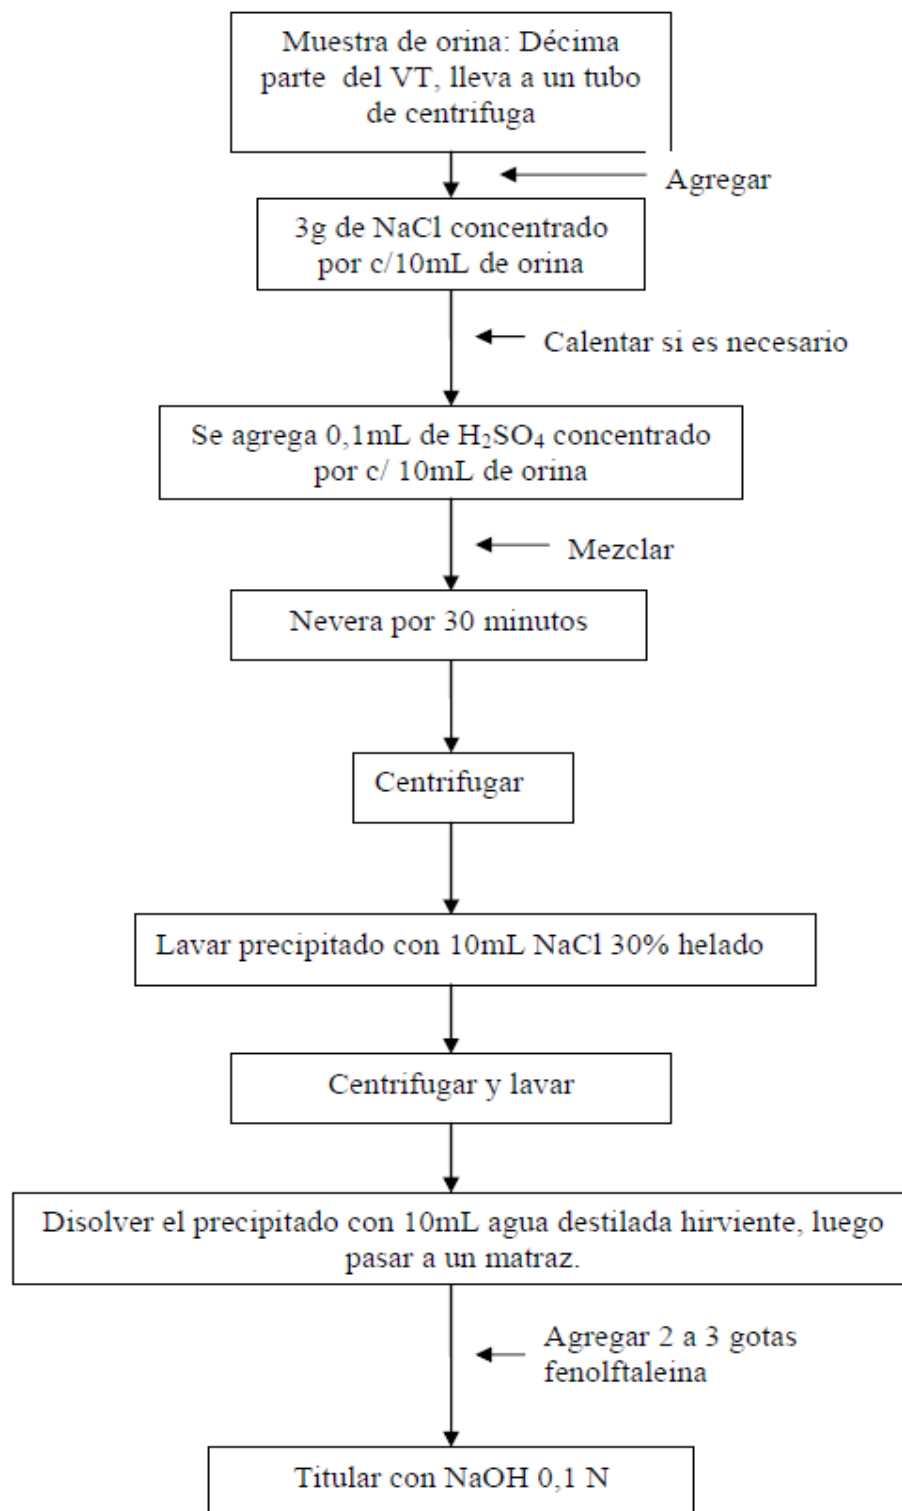 Muestra de orina: Décima
parte del VT, lleva a un tubo
de centrifuga
Agregar
3g de NaCl concentrado
por c/10mL de orina
Calentar si es necesario
Se agrega 0,1mL de H₂SO₄ concentrado
por c/ 10mL de orina
Mezclar
Nevera por 30 minutos
Centrifugar
Lavar precipitado con 10mL NaCl 30% helado
Centrifugar y lavar
Disolver el precipitado con 10mL agua destilada hirviente, luego
pasar a un matraz.
Agregar 2 a 3 gotas
fenolftaleina
Titular con NaOH 0,1 N